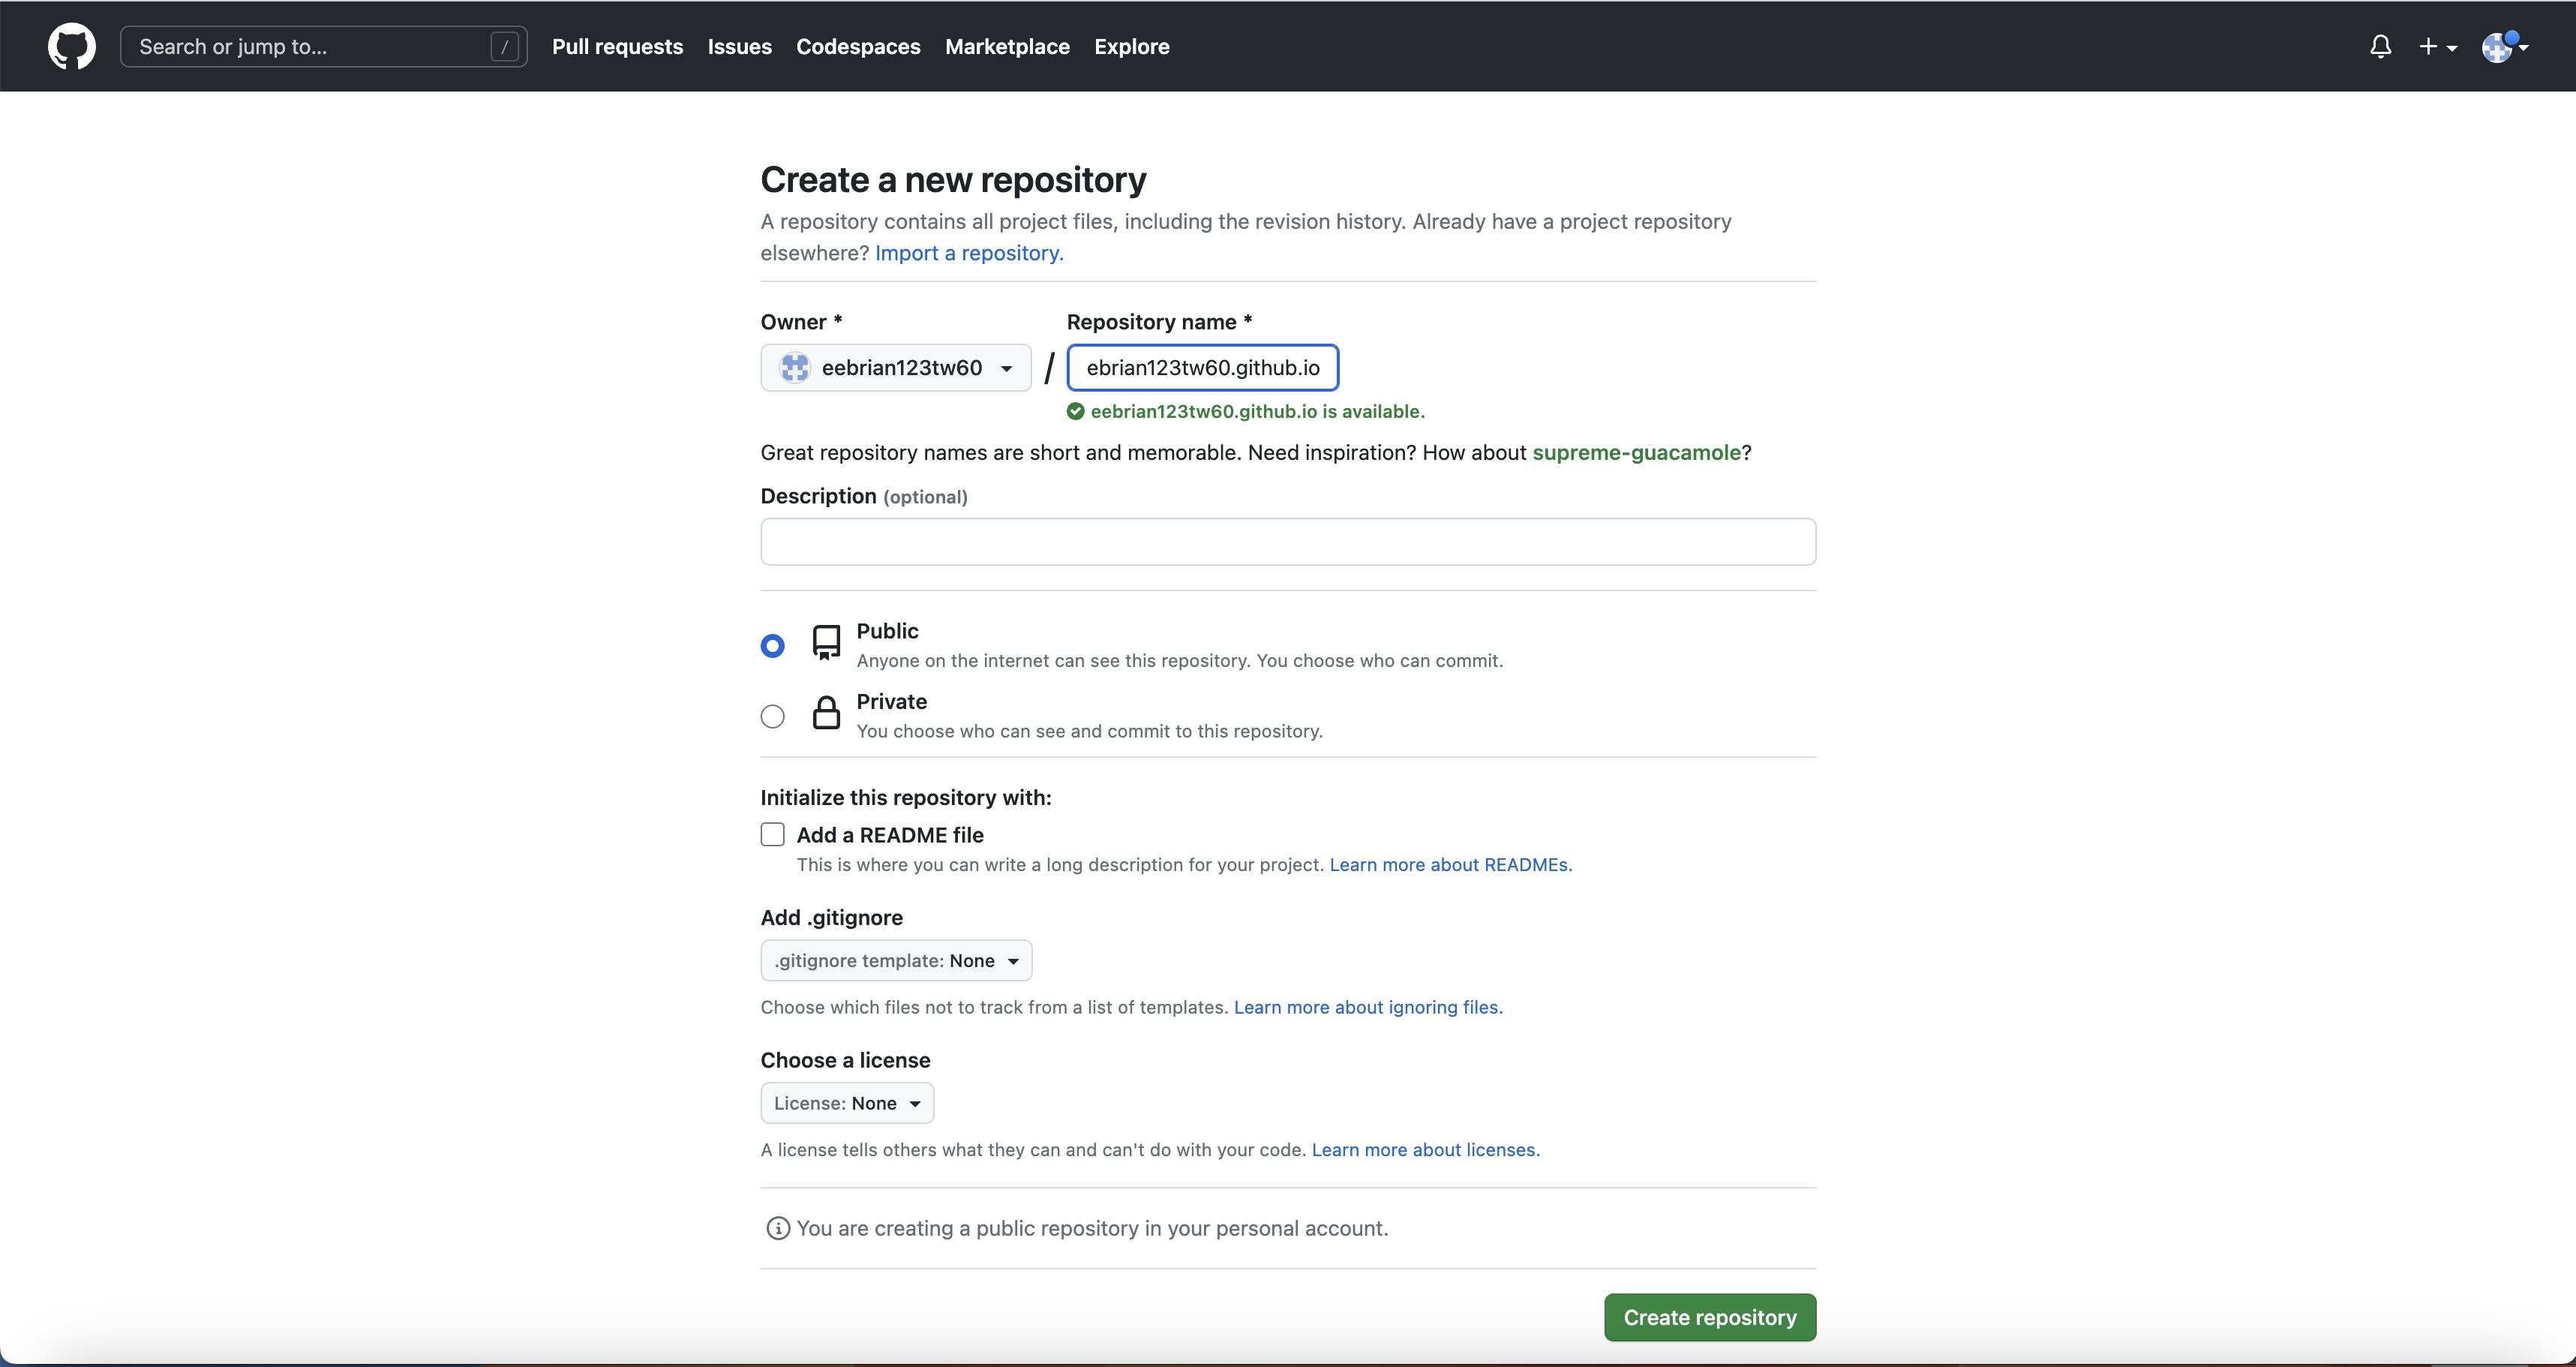 Search or jump to... /
Pull requests Issues Codespaces Marketplace Explore
Create a new repository
A repository contains all project files, including the revision history. Already have a project repository
elsewhere? Import a repository.
Owner * Repository name *
eebrian123tw60 / ebrian123tw60.github.io
eebrian123tw60.github.io is available.
Great repository names are short and memorable. Need inspiration? How about supreme-guacamole?
Description (optional)
Public
Anyone on the internet can see this repository. You choose who can commit.
Private
You choose who can see and commit to this repository.
Initialize this repository with:
Add a README file
This is where you can write a long description for your project. Learn more about READMEs.
Add .gitignore
.gitignore template: None
Choose which files not to track from a list of templates. Learn more about ignoring files.
Choose a license
License: None
A license tells others what they can and can't do with your code. Learn more about licenses.
You are creating a public repository in your personal account.
Create repository